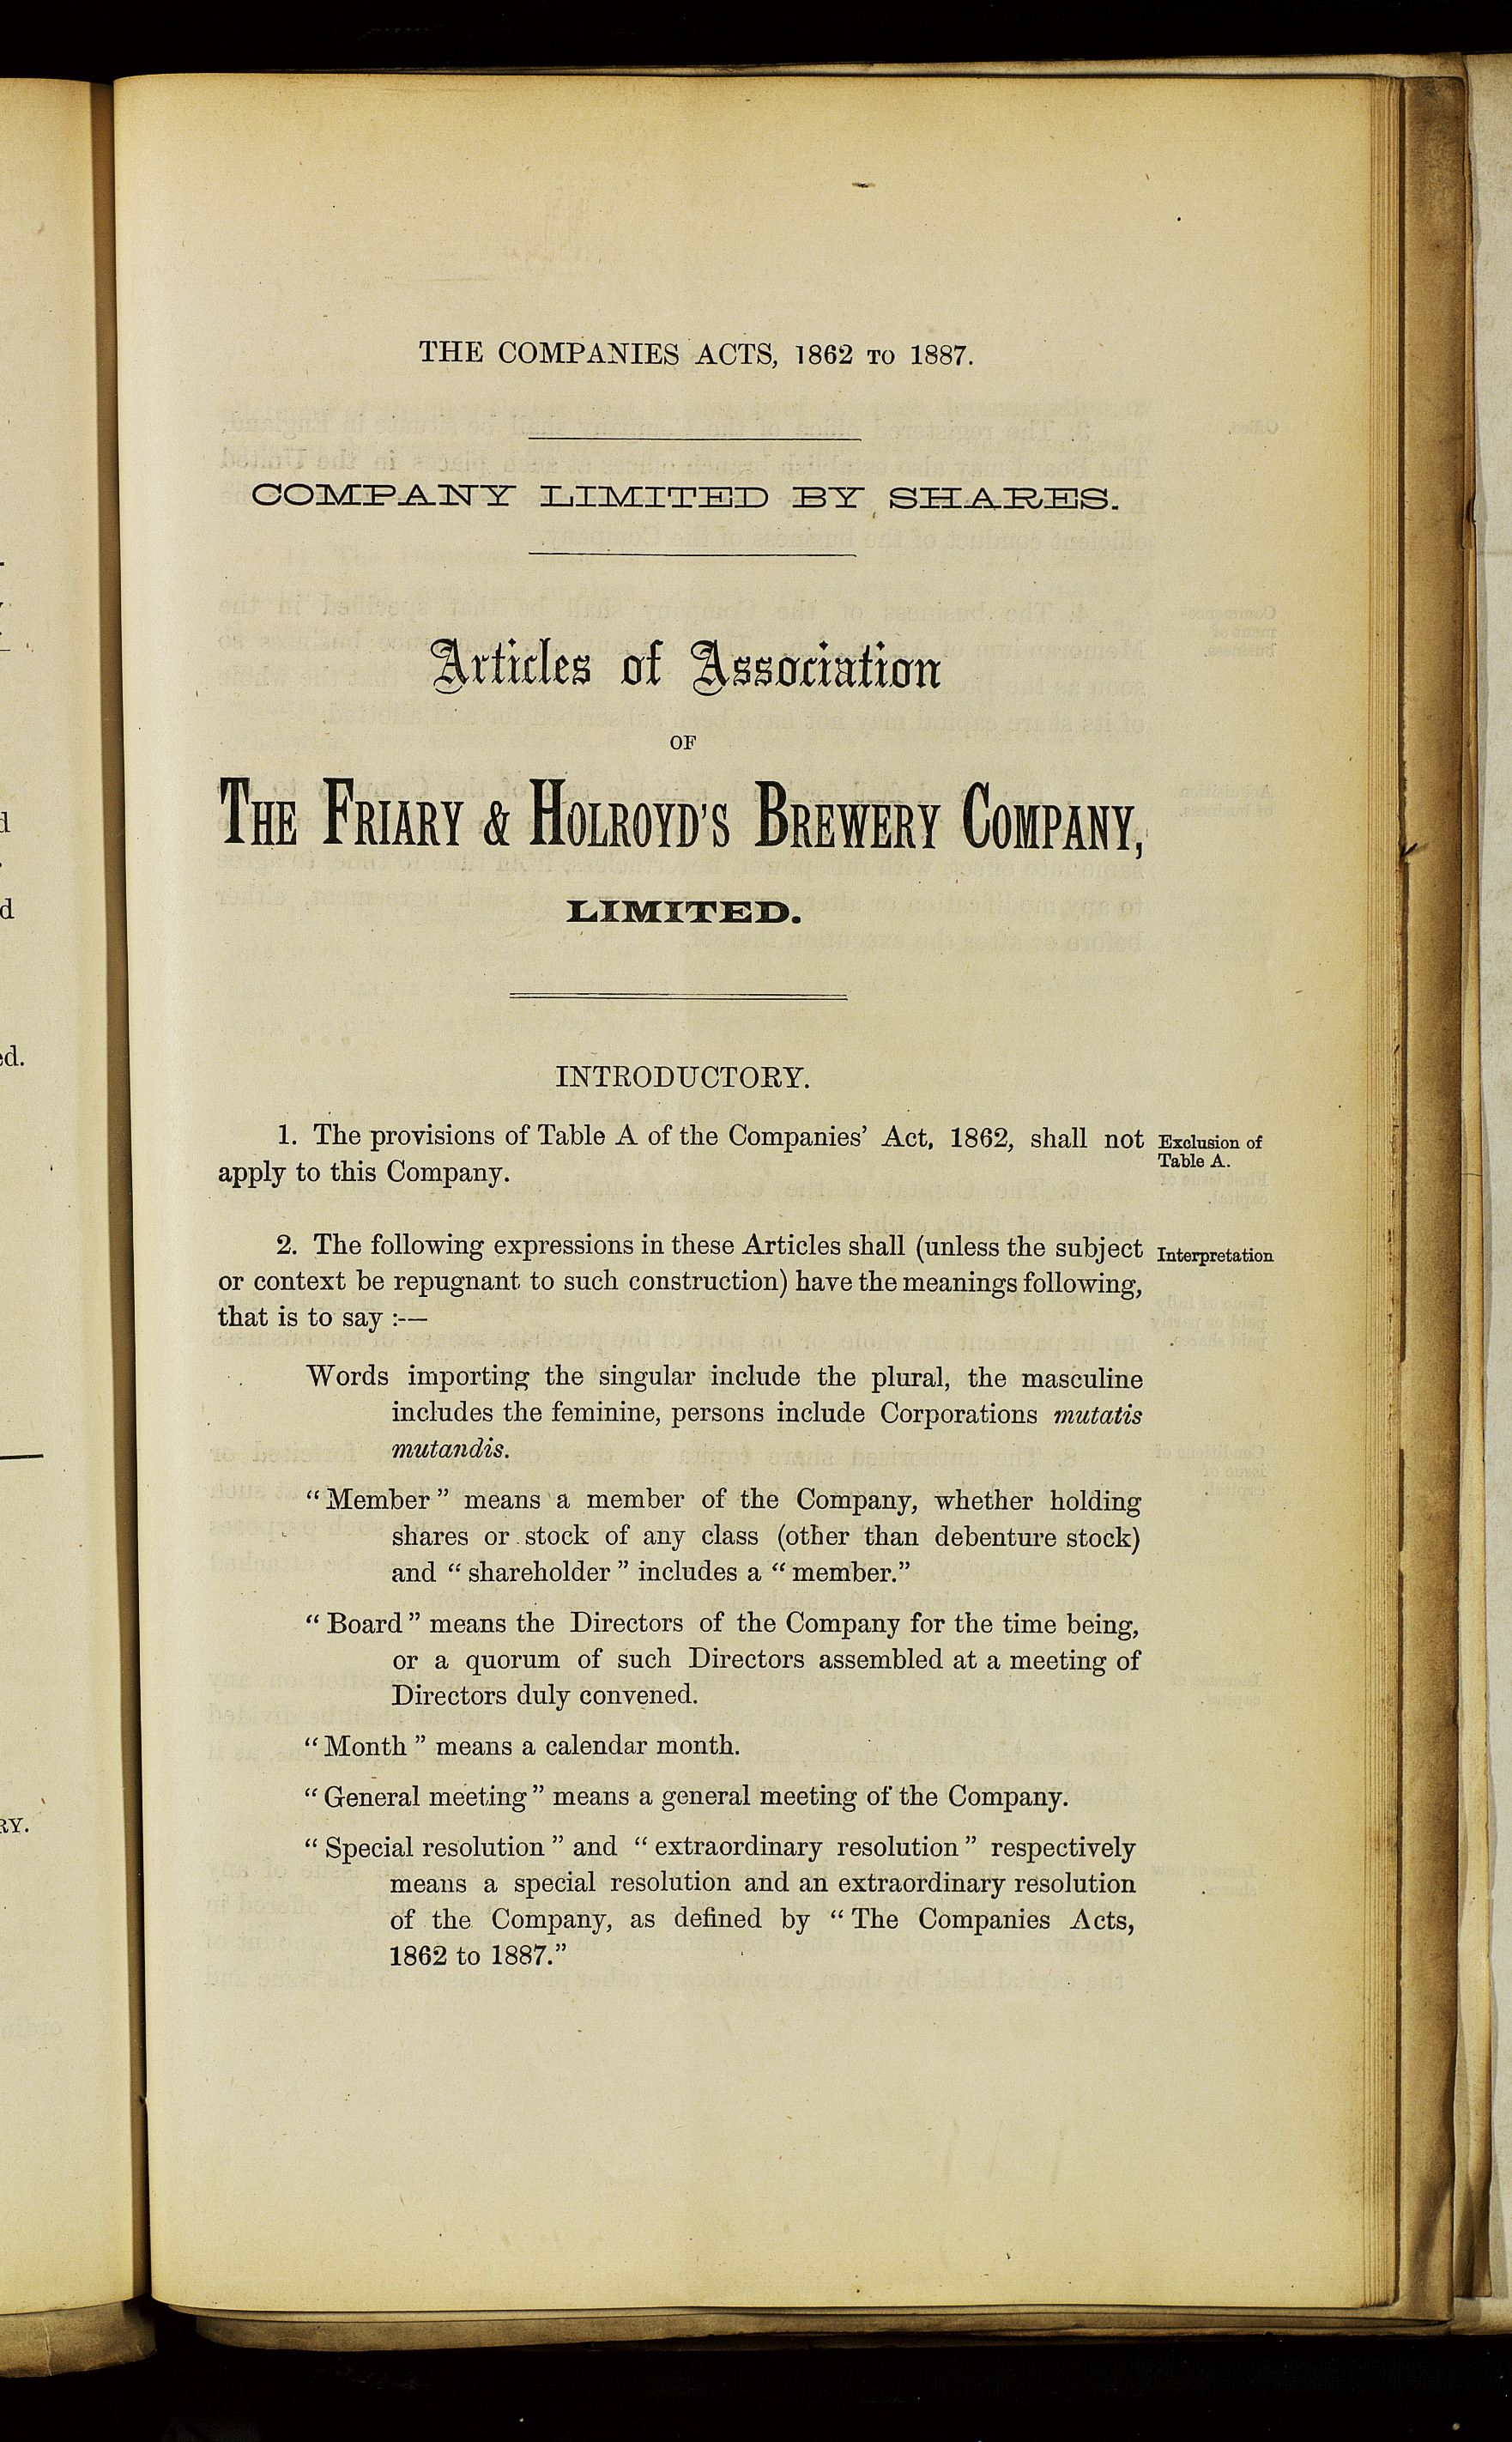 THE COMPANIES ACTS, 1862 TO 1887.
COMPANY LIMITED BY SHARES.
Articles of Association
OF
THE FRIARY & HOLROYD'S BREWERY COMPANY,
LIMITED.
INTRODUCTORY.
1. The provisions of Table A of the Companies' Act, 1862, shall not
apply to this Company.
Exclusion of
Table A.
2. The following expressions in these Articles shall (unless the subject
or context be repugnant to such construction) have the meanings following,
that is to say :—
Interpretation
Words importing the singular include the plural, the masculine
includes the feminine, persons include Corporations mutatis
mutandis.
“Member” means a member of the Company, whether holding
shares or stock of any class (other than debenture stock)
and “shareholder” includes a “member.”
“Board” means the Directors of the Company for the time being,
or a quorum of such Directors assembled at a meeting of
Directors duly convened.
“Month” means a calendar month.
“General meeting” means a general meeting of the Company.
“Special resolution” and “extraordinary resolution” respectively
means a special resolution and an extraordinary resolution
of the Company, as defined by “The Companies Acts,
1862 to 1887.”